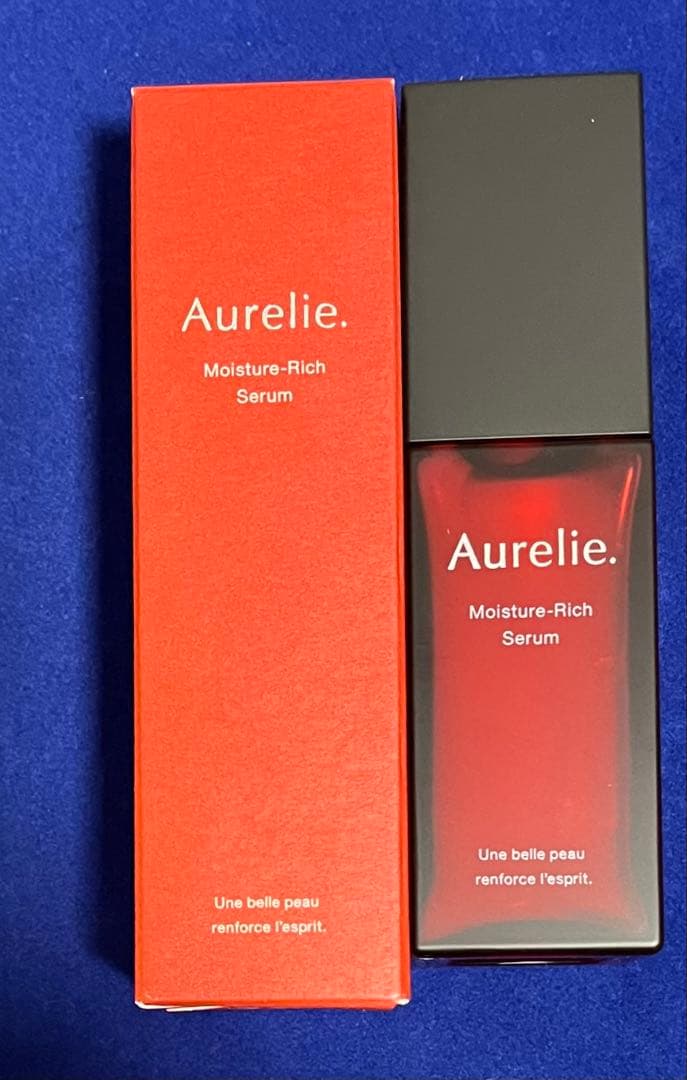 Aurelie.
Moisture-Rich
Serum
Une belle peau
renforce l'esprit.
Aurelie.
Moisture-Rich
Serum
Une belle peau
renforce l'esprit.